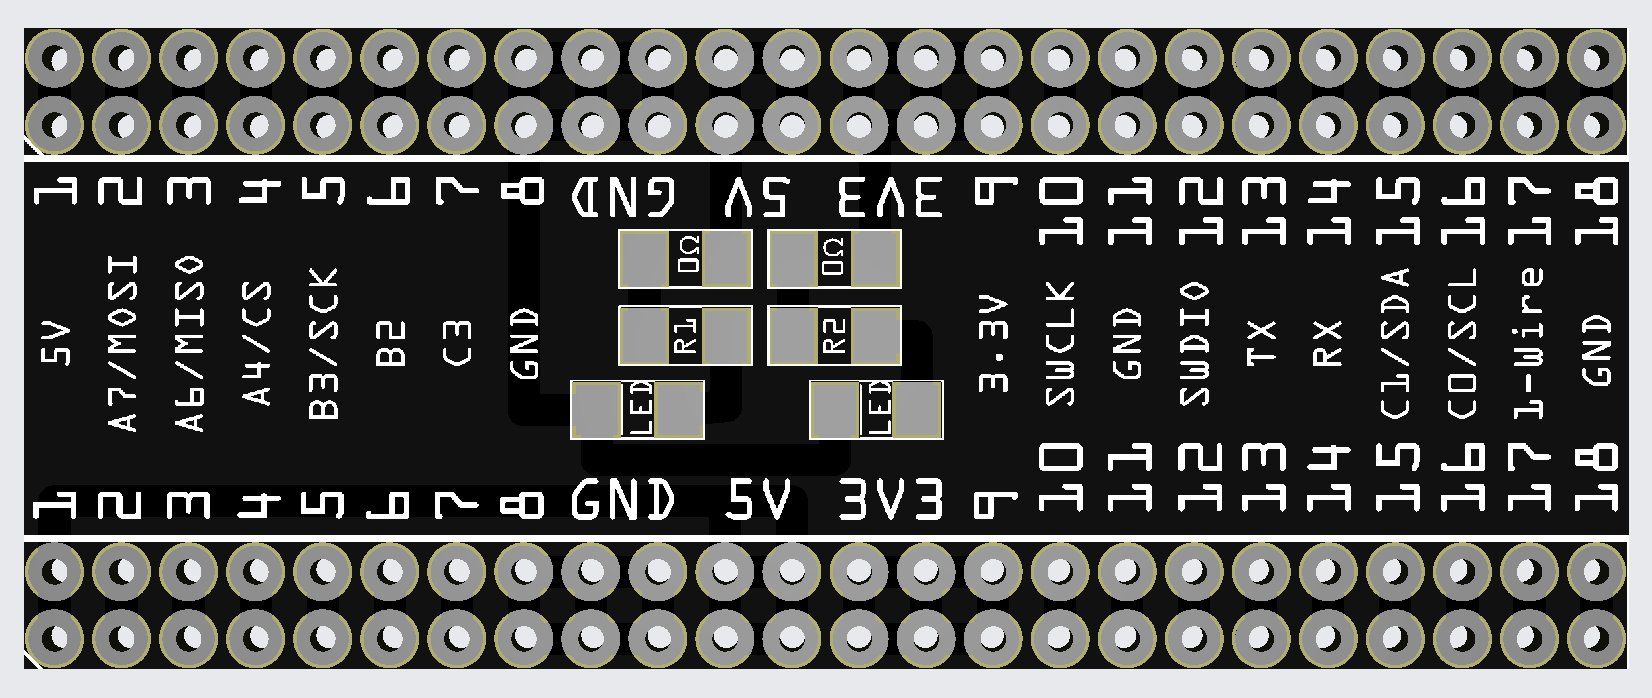 1 2 3 4 5 6 7 8 GND 5V 3V3 9 10 11 12 13 14 15 16 17 18
0Ω 0Ω
5V A7/MOSI A6/MISO A4/CS B3/SCK B2 C3 GND R1 R2 3.3V SWCLK GND SWDIO TX RX C1/SDA C0/SCL 1-Wire GND
LED LED
1 2 3 4 5 6 7 8 GND 5V 3V3 9 10 11 12 13 14 15 16 17 18